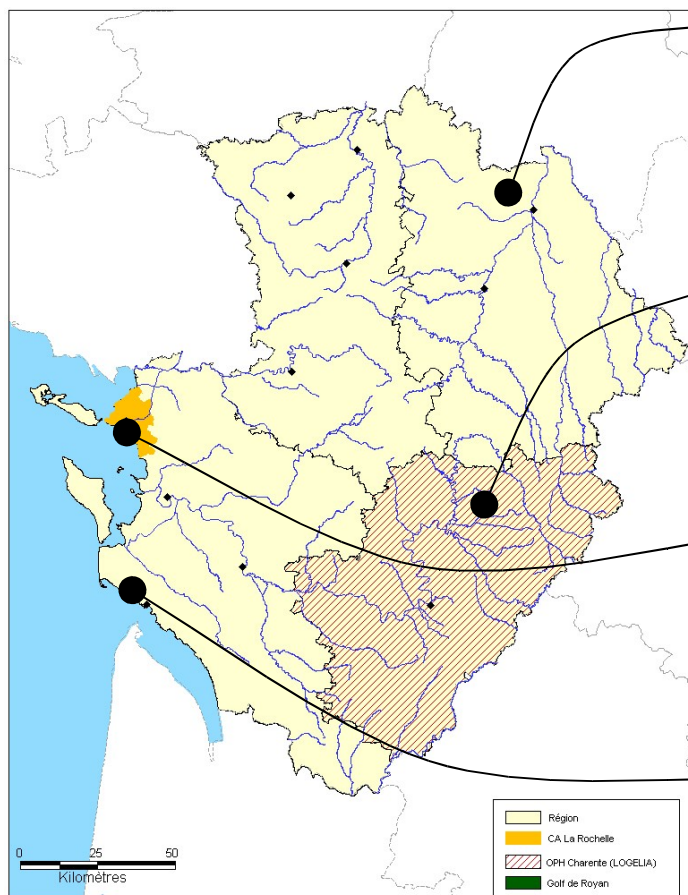 0 25 50
Kilomètres
Région
CA La Rochelle
OPH Charente (LOGELIA)
Golf de Royan